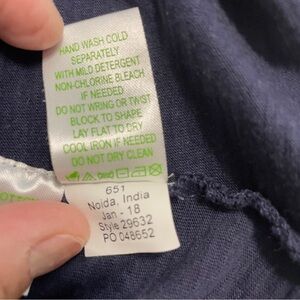 HAND WASH COLD
SEPARATELY
WITH MILD DETERGENT
NON-CHLORINE BLEACH
IF NEEDED
DO NOT WRING OR TWIST
BLOCK TO SHAPE
LAY FLAT TO DRY
COOL IRON IF NEEDED
DO NOT DRY CLEAN
651
Noida, India
Jan - 18
Style 29632
PO 048652